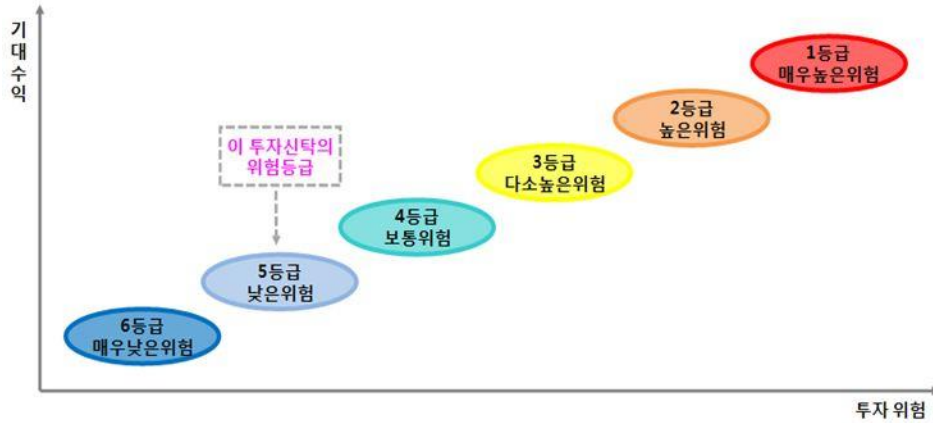 기대수익
1등급
매우높은위험
2등급
높은위험
이 투자신탁의
위험등급
3등급
다소높은위험
4등급
보통위험
5등급
낮은위험
6등급
매우낮은위험
투자 위험